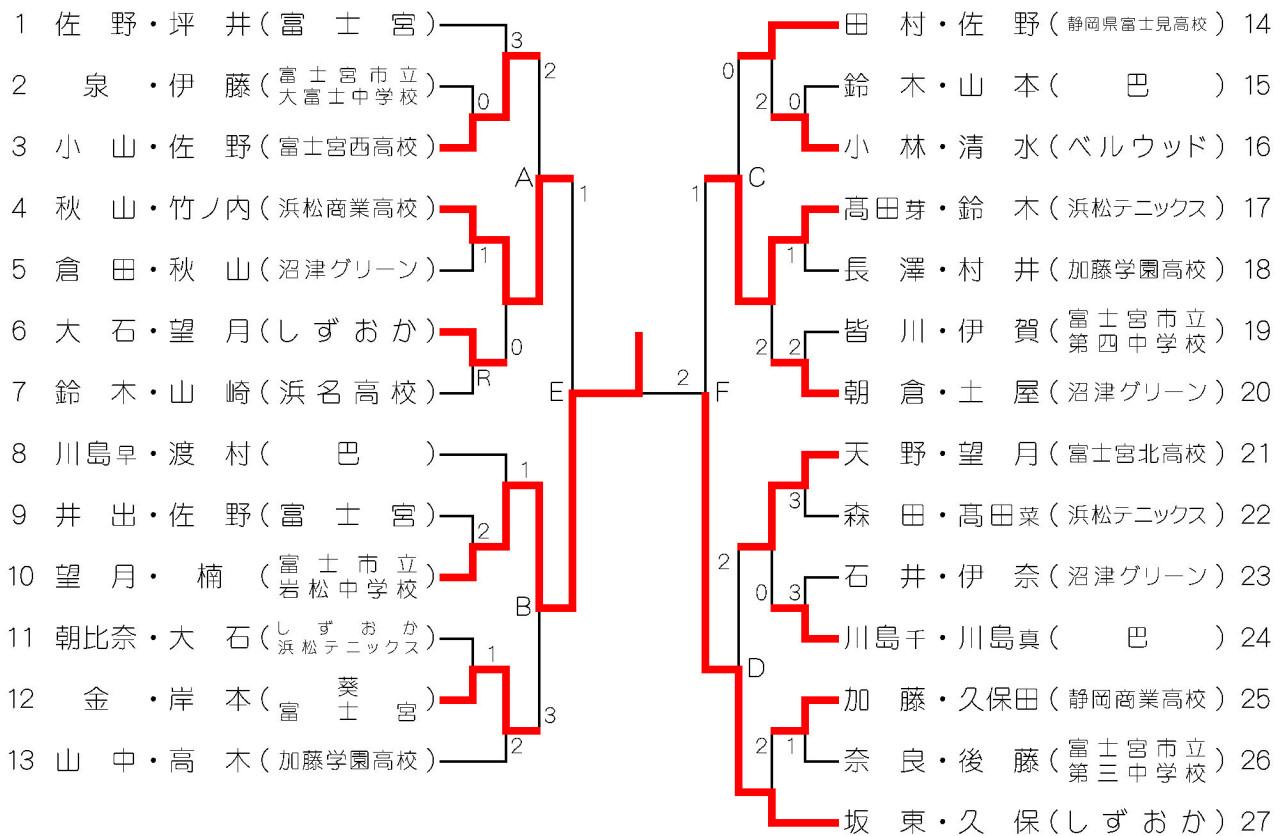 1 佐野・坪井(富士宮)
2 泉・伊藤(富士宮市立
大富士中学校)
3 小山・佐野(富士宮西高校)
4 秋山・竹ノ内(浜松商業高校)
5 倉田・秋山(沼津グリーン)
6 大石・望月(しずおか)
7 鈴木・山崎(浜名高校)
8 川島早・渡村(巴)
9 井出・佐野(富士宮)
10 望月・楠(富士市立
岩松中学校)
11 朝比奈・大石(しずおか
浜松テニックス)
12 金・岸本(葵
富士宮)
13 山中・高木(加藤学園高校)
3
2
0
A
1
1
0
R
E
1
2
B
1
3
2
2
0
2
0
C
1
1
2
2
F
3
2
0
3
D
2
1
田村・佐野(静岡県富士見高校) 14
鈴木・山本(巴) 15
小林・清水(ベルウッド) 16
髙田芽・鈴木(浜松テニックス) 17
長澤・村井(加藤学園高校) 18
皆川・伊賀(富士宮市立
第四中学校) 19
朝倉・土屋(沼津グリーン) 20
天野・望月(富士宮北高校) 21
森田・髙田菜(浜松テニックス) 22
石井・伊奈(沼津グリーン) 23
川島千・川島真(巴) 24
加藤・久保田(静岡商業高校) 25
奈良・後藤(富士宮市立
第三中学校) 26
坂東・久保(しずおか) 27